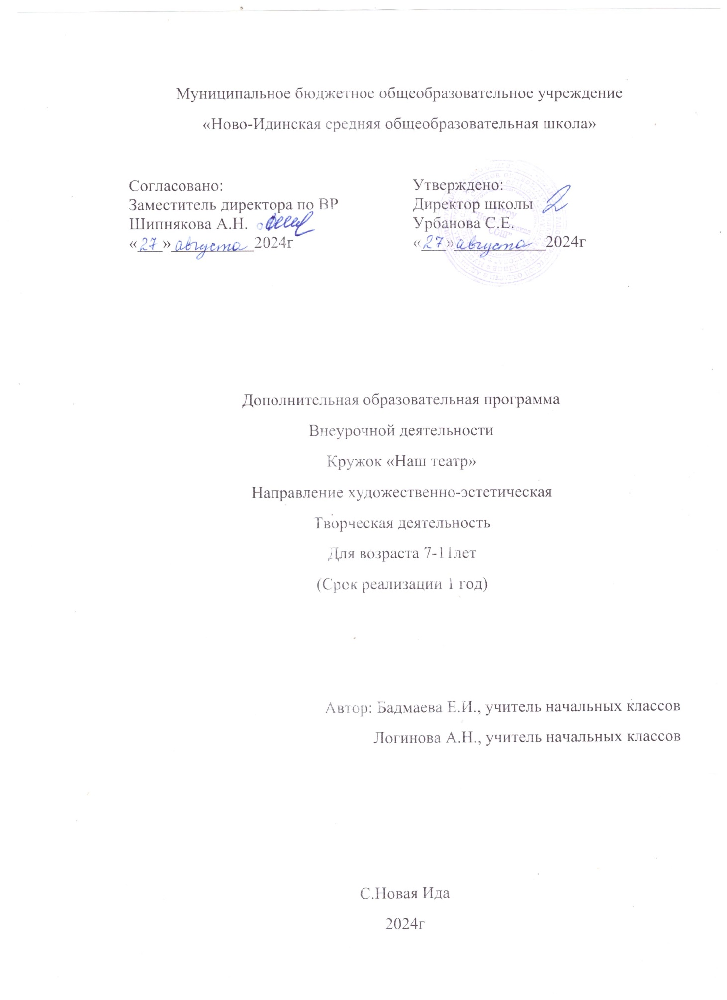 Муниципальное бюджетное общеобразовательное учреждение
«Ново-Идинская средняя общеобразовательная школа»
Согласовано:
Заместитель директора по ВР
Шипнякова А.Н.
«27» августа 2024г
Утверждено:
Директор школы
Урбанова С.Е.
«27» августа 2024г
СОШ"
Дополнительная образовательная программа
Внеурочной деятельности
Кружок «Наш театр»
Направление художественно-эстетическая
Творческая деятельность
Для возраста 7-11лет
(Срок реализации 1 год)
Автор: Бадмаева Е.И., учитель начальных классов
Логинова А.Н., учитель начальных классов
С.Новая Ида
2024г